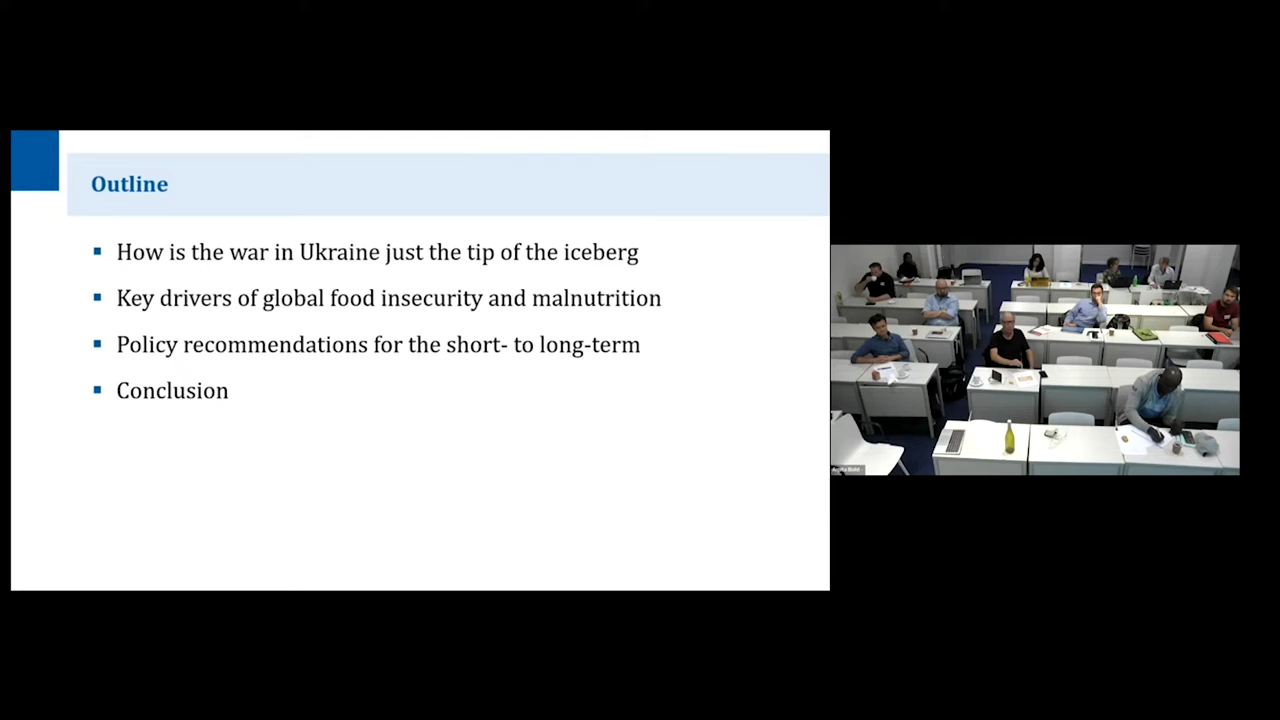 Outline
▪ How is the war in Ukraine just the tip of the iceberg
▪ Key drivers of global food insecurity and malnutrition
▪ Policy recommendations for the short- to long-term
▪ Conclusion